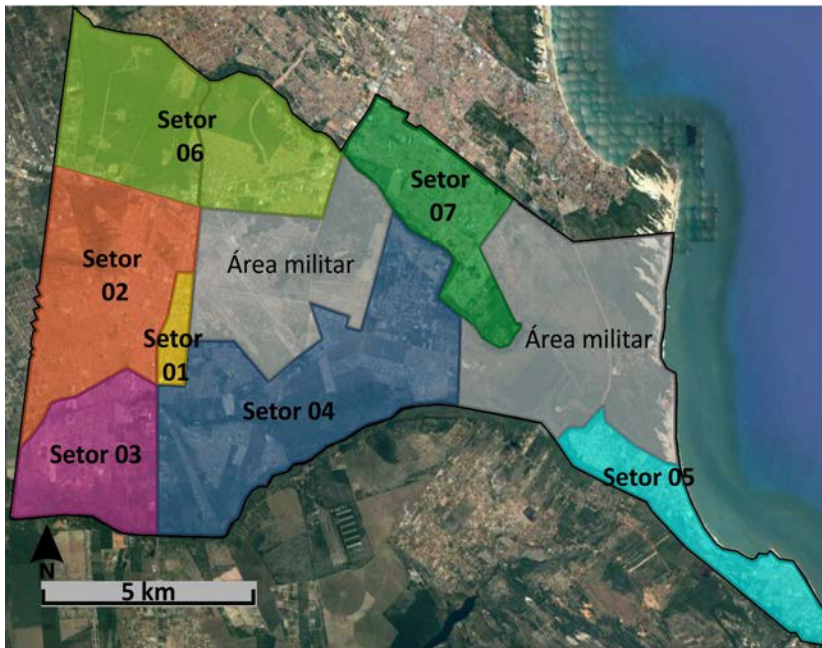 Setor
06
Setor
07
Setor
02
Área militar
Setor
01
Área militar
Setor 04
Setor 03
Setor 05
N
5 km